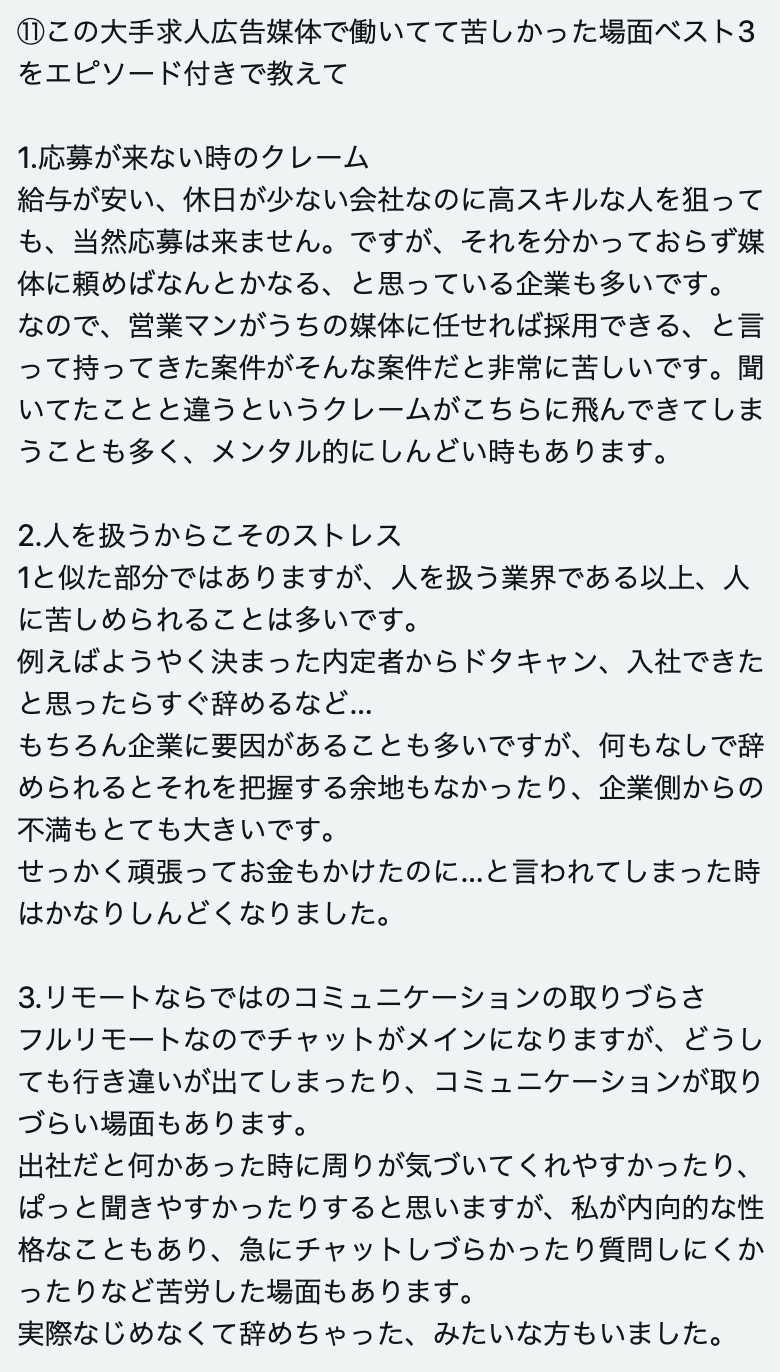 ⑪この大手求人広告媒体で働いてて苦しかった場面ベスト3
をエピソード付きで教えて
1.応募が来ない時のクレーム
給与が安い、休日が少ない会社なのに高スキルな人を狙って
も、当然応募は来ません。ですが、それを分かっておらず媒
体に頼めばなんとかなる、と思っている企業も多いです。
なので、営業マンがうちの媒体に任せれば採用できる、と言
って持ってきた案件がそんな案件だと非常に苦しいです。聞
いてたことと違うというクレームがこちらに飛んできてしま
うことも多く、メンタル的にしんどい時もあります。
2.人を扱うからこそのストレス
1と似た部分ではありますが、人を扱う業界である以上、人
に苦しめられることは多いです。
例えばようやく決まった内定者からドタキャン、入社できた
と思ったらすぐ辞めるなど...
もちろん企業に要因があることも多いですが、何もなしで辞
められるとそれを把握する余地もなかったり、企業側からの
不満もとても大きいです。
せっかく頑張ってお金もかけたのに...と言われてしまった時
はかなりしんどくなりました。
3.リモートならではのコミュニケーションの取りづらさ
フルリモートなのでチャットがメインになりますが、どうし
ても行き違いが出てしまったり、コミュニケーションが取り
づらい場面もあります。
出社だと何かあった時に周りが気づいてくれやすかったり、
ぱっと聞きやすかったりすると思いますが、私が内向的な性
格なこともあり、急にチャットしづらかったり質問しにくか
ったりなど苦労した場面もあります。
実際なじめなくて辞めちゃった、みたいな方もいました。